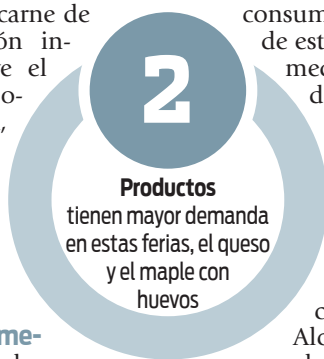 carne de
consum
ón in-
de est
e el
med
o-
d
2
Productos
tienen mayor demanda
en estas ferias, el queso
y el maple con
huevos
c
me-
Alc